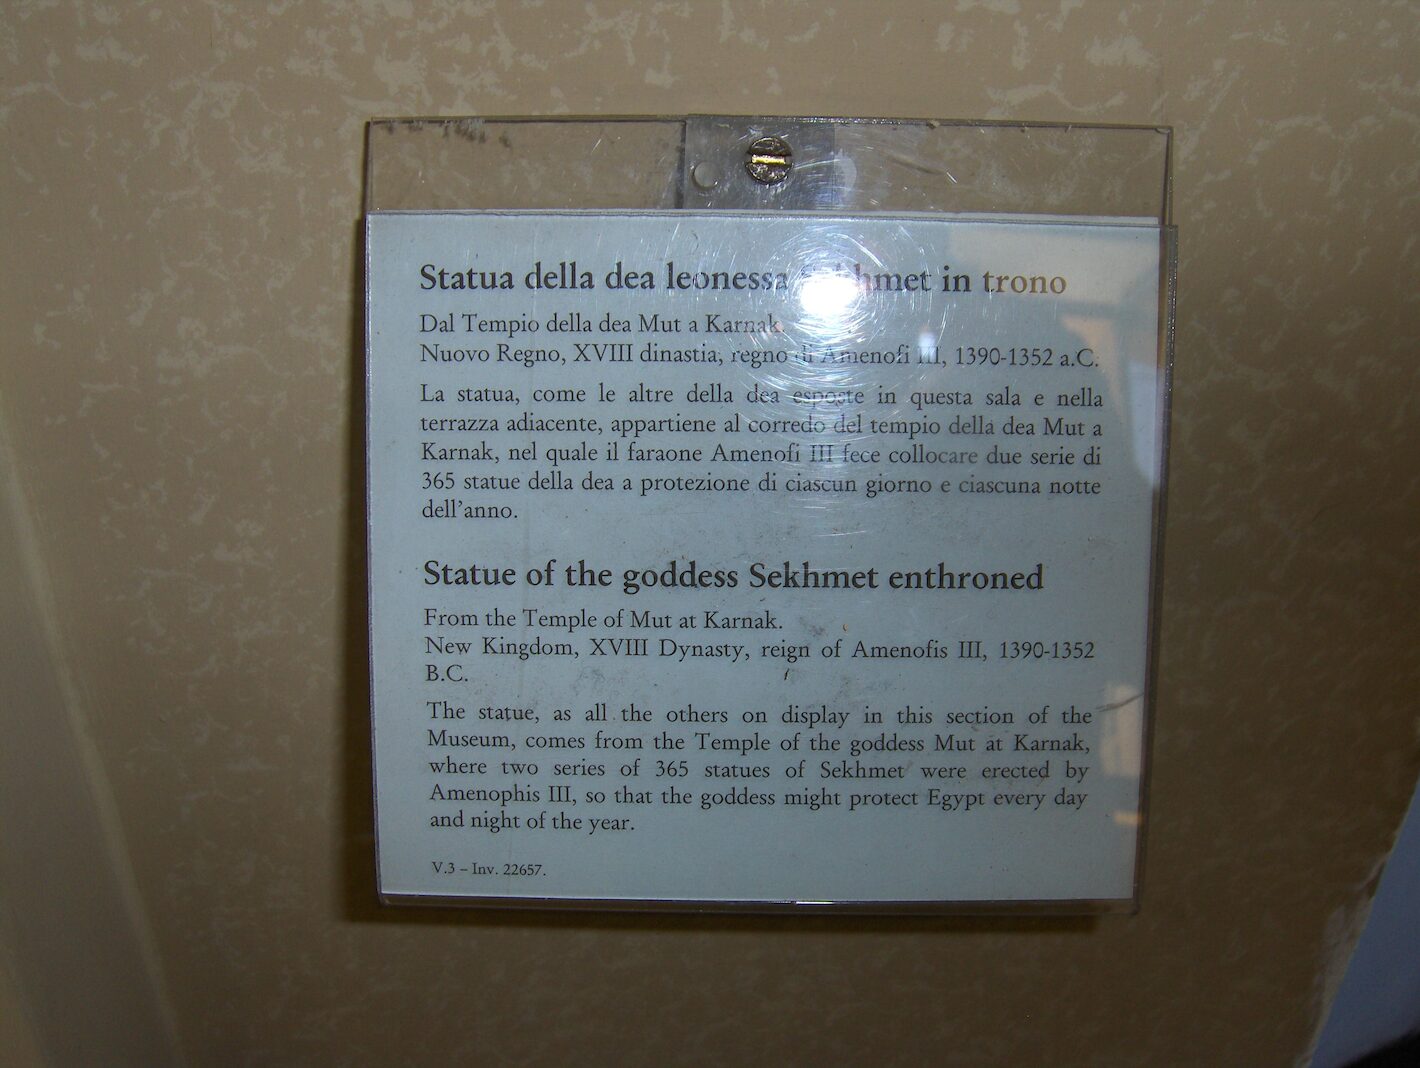 Statua della dea leonessa Sekhmet in trono
Dal Tempio della dea Mut a Karnak.
Nuovo Regno, XVIII dinastia, regno di Amenofi III, 1390-1352 a.C.
La statua, come le altre della dea esposte in questa sala e nella
terrazza adiacente, appartiene al corredo del tempio della dea Mut a
Karnak, nel quale il faraone Amenofi III fece collocare due serie di
365 statue della dea a protezione di ciascun giorno e ciascuna notte
dell'anno.
Statue of the goddess Sekhmet enthroned
From the Temple of Mut at Karnak.
New Kingdom, XVIII Dynasty, reign of Amenofis III, 1390-1352
B.C.
The statue, as all the others on display in this section of the
Museum, comes from the Temple of the goddess Mut at Karnak,
where two series of 365 statues of Sekhmet were erected by
Amenophis III, so that the goddess might protect Egypt every day
and night of the year.
V.3 – Inv. 22657.